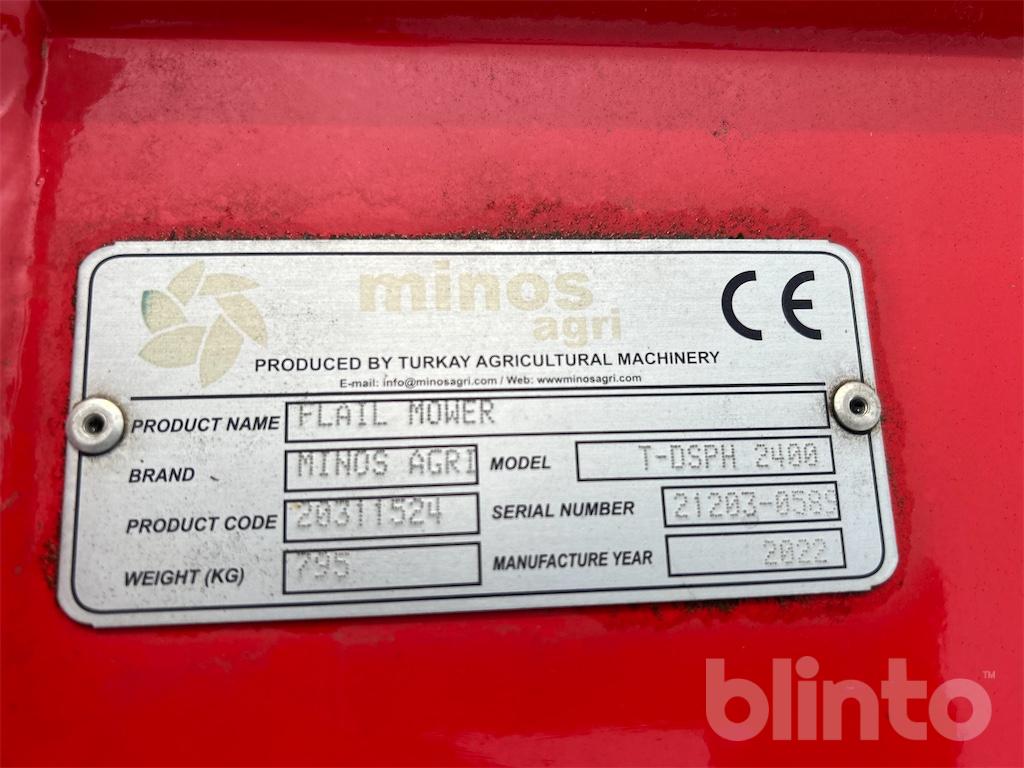 minos
agri
CE
PRODUCED BY TURKAY AGRICULTURAL MACHINERY
E-mail: info@minosagri.com / Web: www.minosagri.com
PRODUCT NAME FLAIL MOWER
BRAND MINOS AGRI MODEL T-DSPH 2400
PRODUCT CODE 20311524 SERIAL NUMBER 21203-0589
WEIGHT (KG) 795 MANUFACTURE YEAR 2022
blinto™